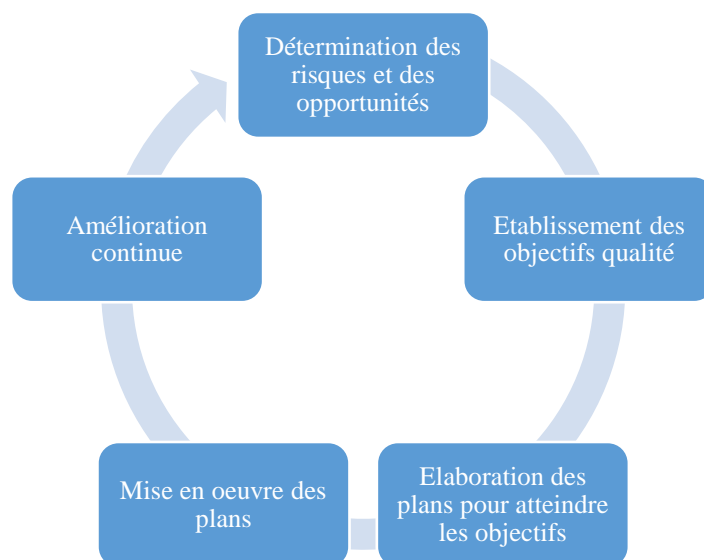 Détermination des
risques et des
opportunités
Etablissement des
objectifs qualité
Elaboration des
plans pour atteindre
les objectifs
Mise en oeuvre des
plans
Amélioration
continue